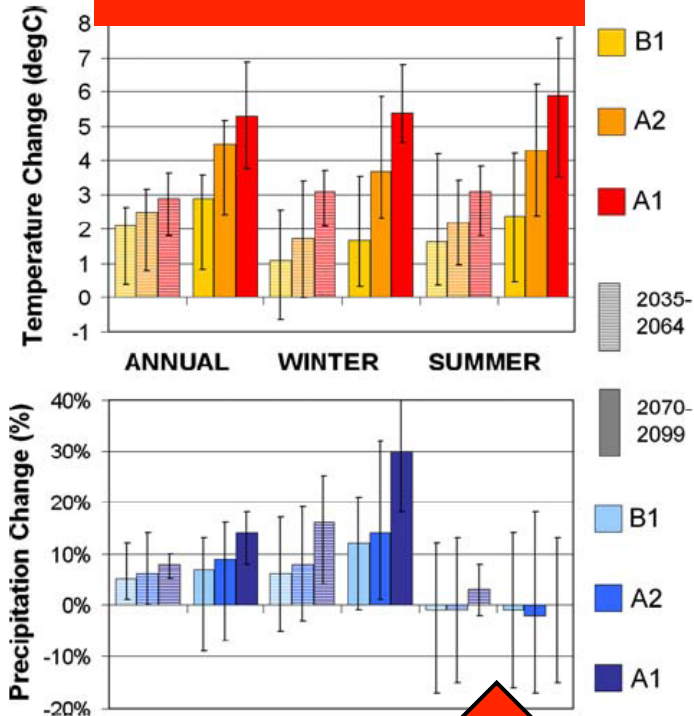 Temperature Change (degC)
8
7
6
5
4
3
2
1
0
-1
ANNUAL WINTER SUMMER
B1
A2
A1
2035-
2064
2070-
2099
Precipitation Change (%)
40%
30%
20%
10%
0%
-10%
-20%
B1
A2
A1